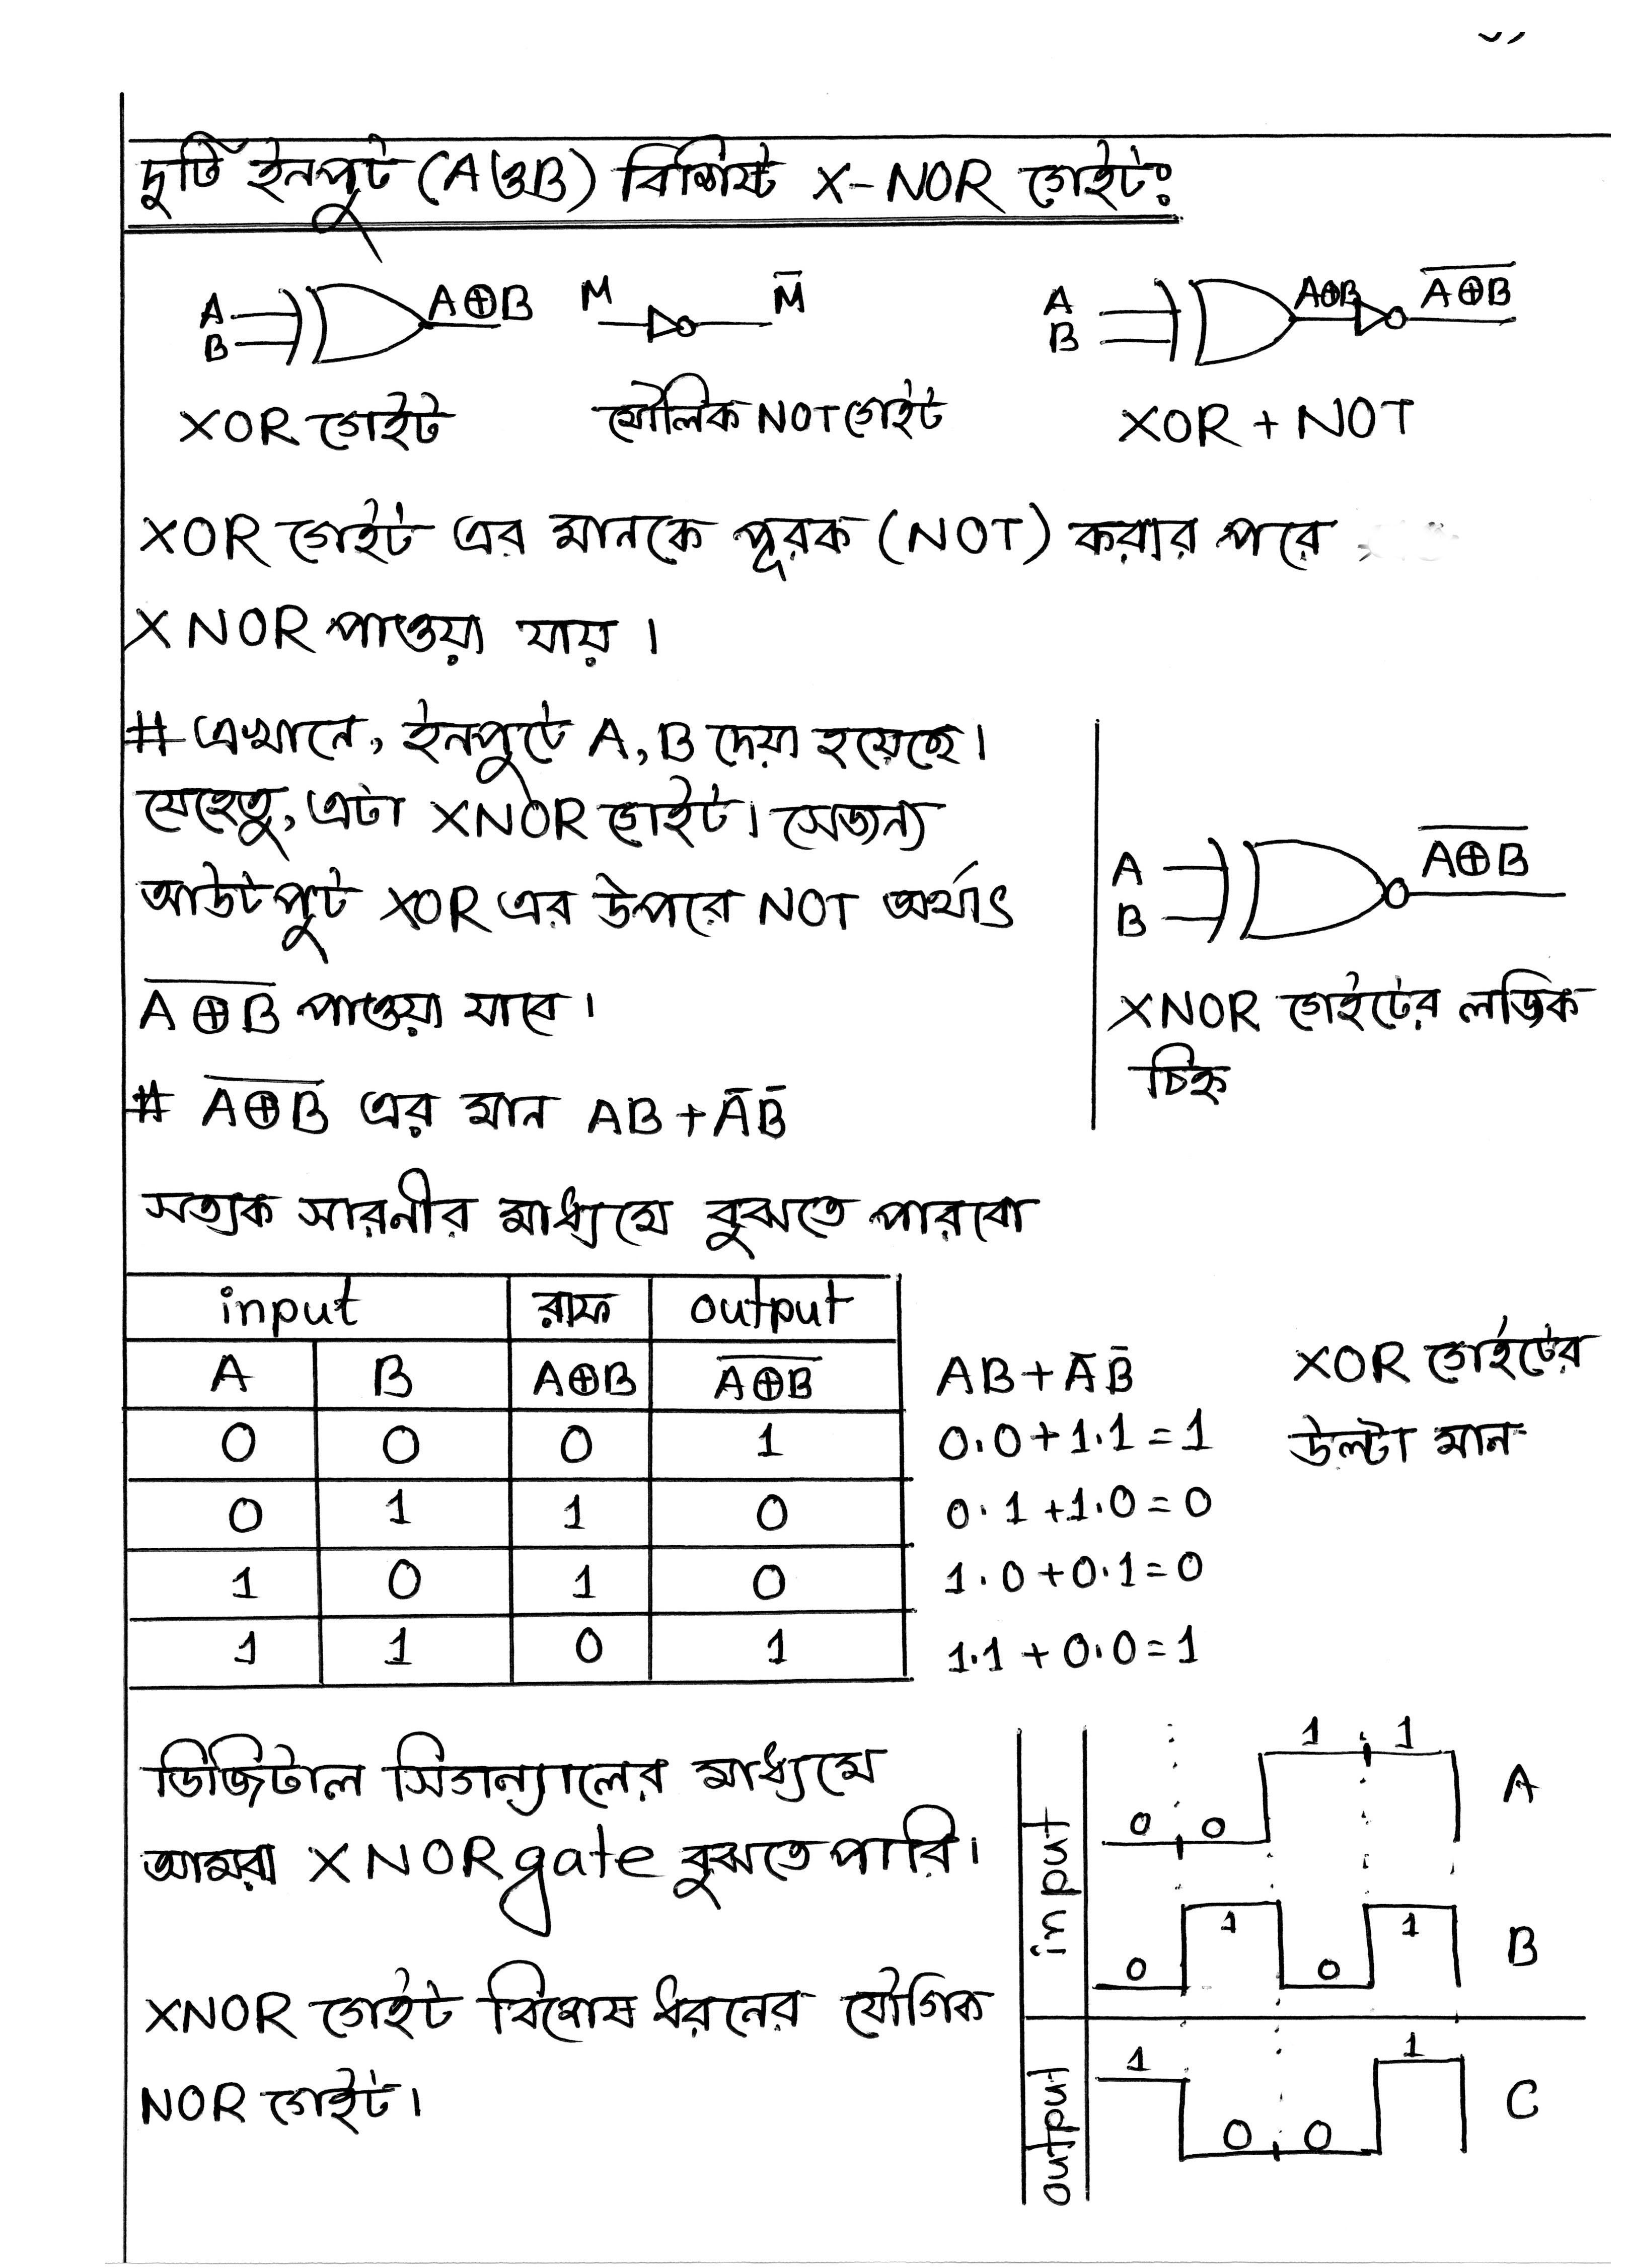 দুটি ইনপুট (A ও B) বিশিষ্ট X-NOR গেইট:
A B A⊕B M M̅ A B A⊕B \overline{A⊕B}
XOR গেইট মৌলিক NOT গেইট XOR + NOT
XOR গেইট এর মানকে পূরক (NOT) করার পরে
XNOR পাওয়া যায়।
# এখানে, ইনপুটে A, B দেয়া হয়েছে।
যেহেতু, এটা XNOR গেইট। সেজন্য
আউটপুট XOR এর উপরে NOT অর্থাৎ
\overline{A⊕B} পাওয়া যাবে।
A B \overline{A⊕B}
XNOR গেইটের লজিক
চিহ্ন
# \overline{A⊕B} এর মান AB + A̅B̅
সত্যক সারনীর মাধ্যমে বুঝতে পারবো
input রাফ output
A B A⊕B \overline{A⊕B} AB + A̅B̅
0 0 0 1 0.0 + 1.1 = 1
0 1 1 0 0.1 + 1.0 = 0
1 0 1 0 1.0 + 0.1 = 0
1 1 0 1 1.1 + 0.0 = 1
XOR গেইটের
উল্টা মান
ডিজিটাল সিগন্যালের মাধ্যমে
আমরা XNOR gate বুঝতে পারি।
XNOR গেইট বিশেষ ধরনের যৌগিক
NOR গেইট।
input
0 0 1 1 A
0 1 0 1 B
output
1 0 0 1 C